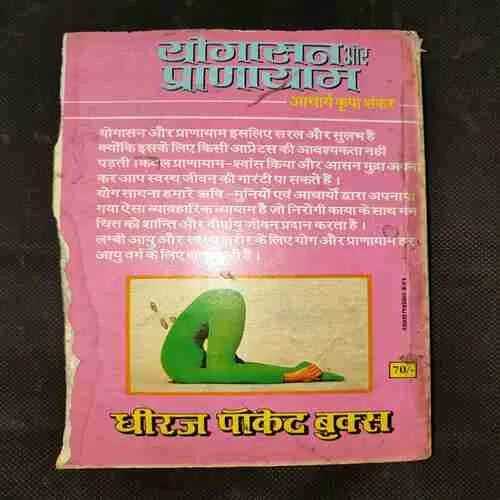 योगासन और
प्राणायाम
आचार्य कृपा शंकर
योगासन और प्राणायाम इसलिए सरल और सुलभ है
क्योंकि इसके लिए किसी आप्रेटस की आवश्यकता नहीं
पड़ती। केवल प्राणायाम-श्वांस क्रिया और आसन मुद्रा
कर आप स्वस्थ जीवन की गारंटी पा सकते हैं।
योग साधना हमारे ऋषि-मुनियों एवं आचार्यों द्वारा अपनाया
गया ऐसा व्यावहारिक व्यायाम है जो निरोगी काया के साथ मन
चित्त को शान्ति और दीर्घायु जीवन प्रदान करता है।
लम्बी आयु और स्वस्थ शरीर के लिए योग और प्राणायाम हर
आयु वर्ग के लिए है।
70/-
धीरज पॉकेट बुक्स